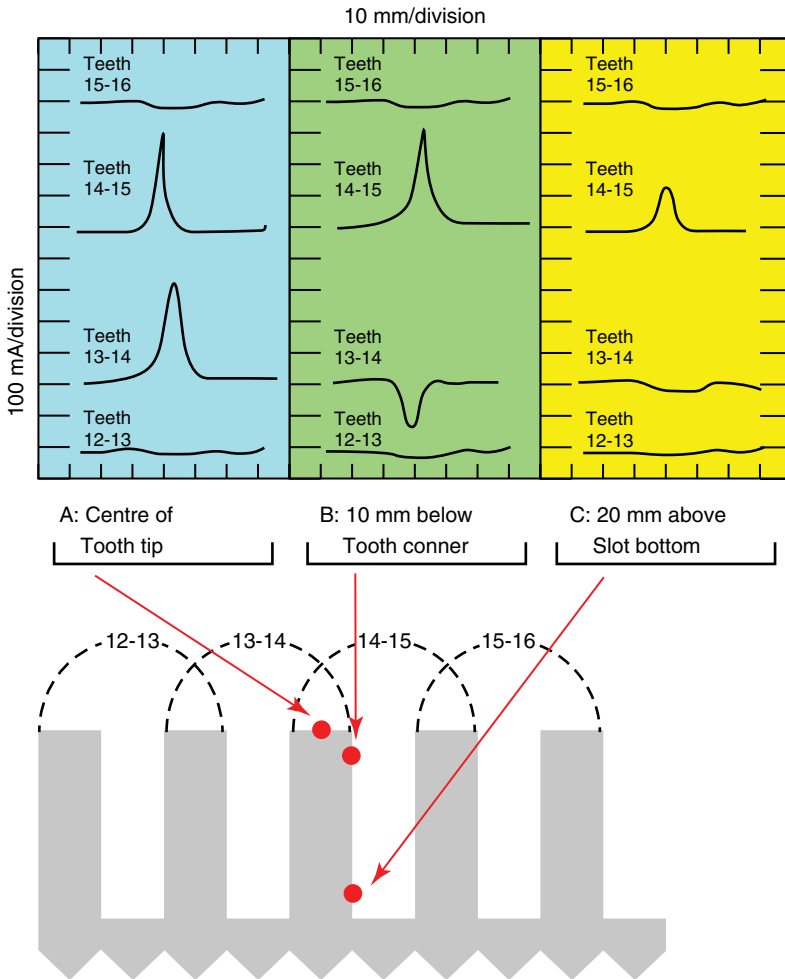 10 mm/division
100 mA/division
Teeth
15-16
Teeth
14-15
Teeth
13-14
Teeth
12-13
Teeth
15-16
Teeth
14-15
Teeth
13-14
Teeth
12-13
Teeth
15-16
Teeth
14-15
Teeth
13-14
Teeth
12-13
A: Centre of
Tooth tip
B: 10 mm below
Tooth conner
C: 20 mm above
Slot bottom
12-13
13-14
14-15
15-16